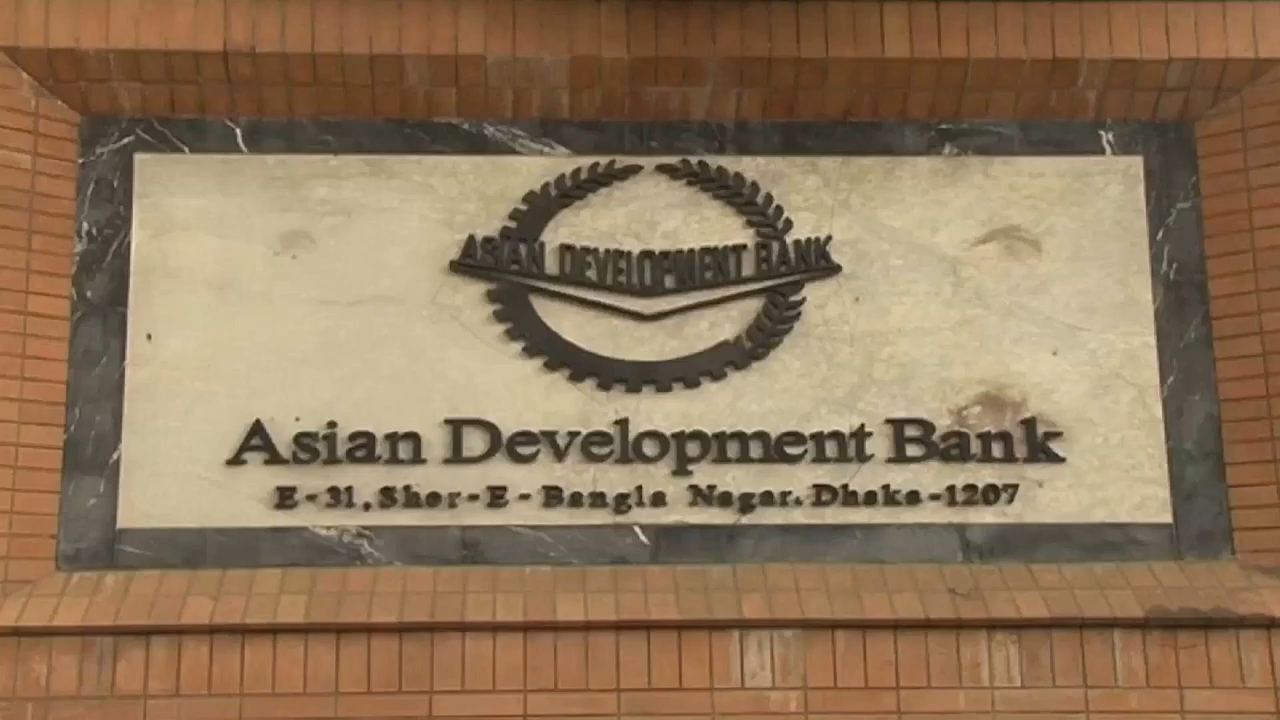 ASIAN DEVELOPMENT BANK
Asian Development Bank
E-31, Sher-E-Bangla Nagar. Dhaka-1207